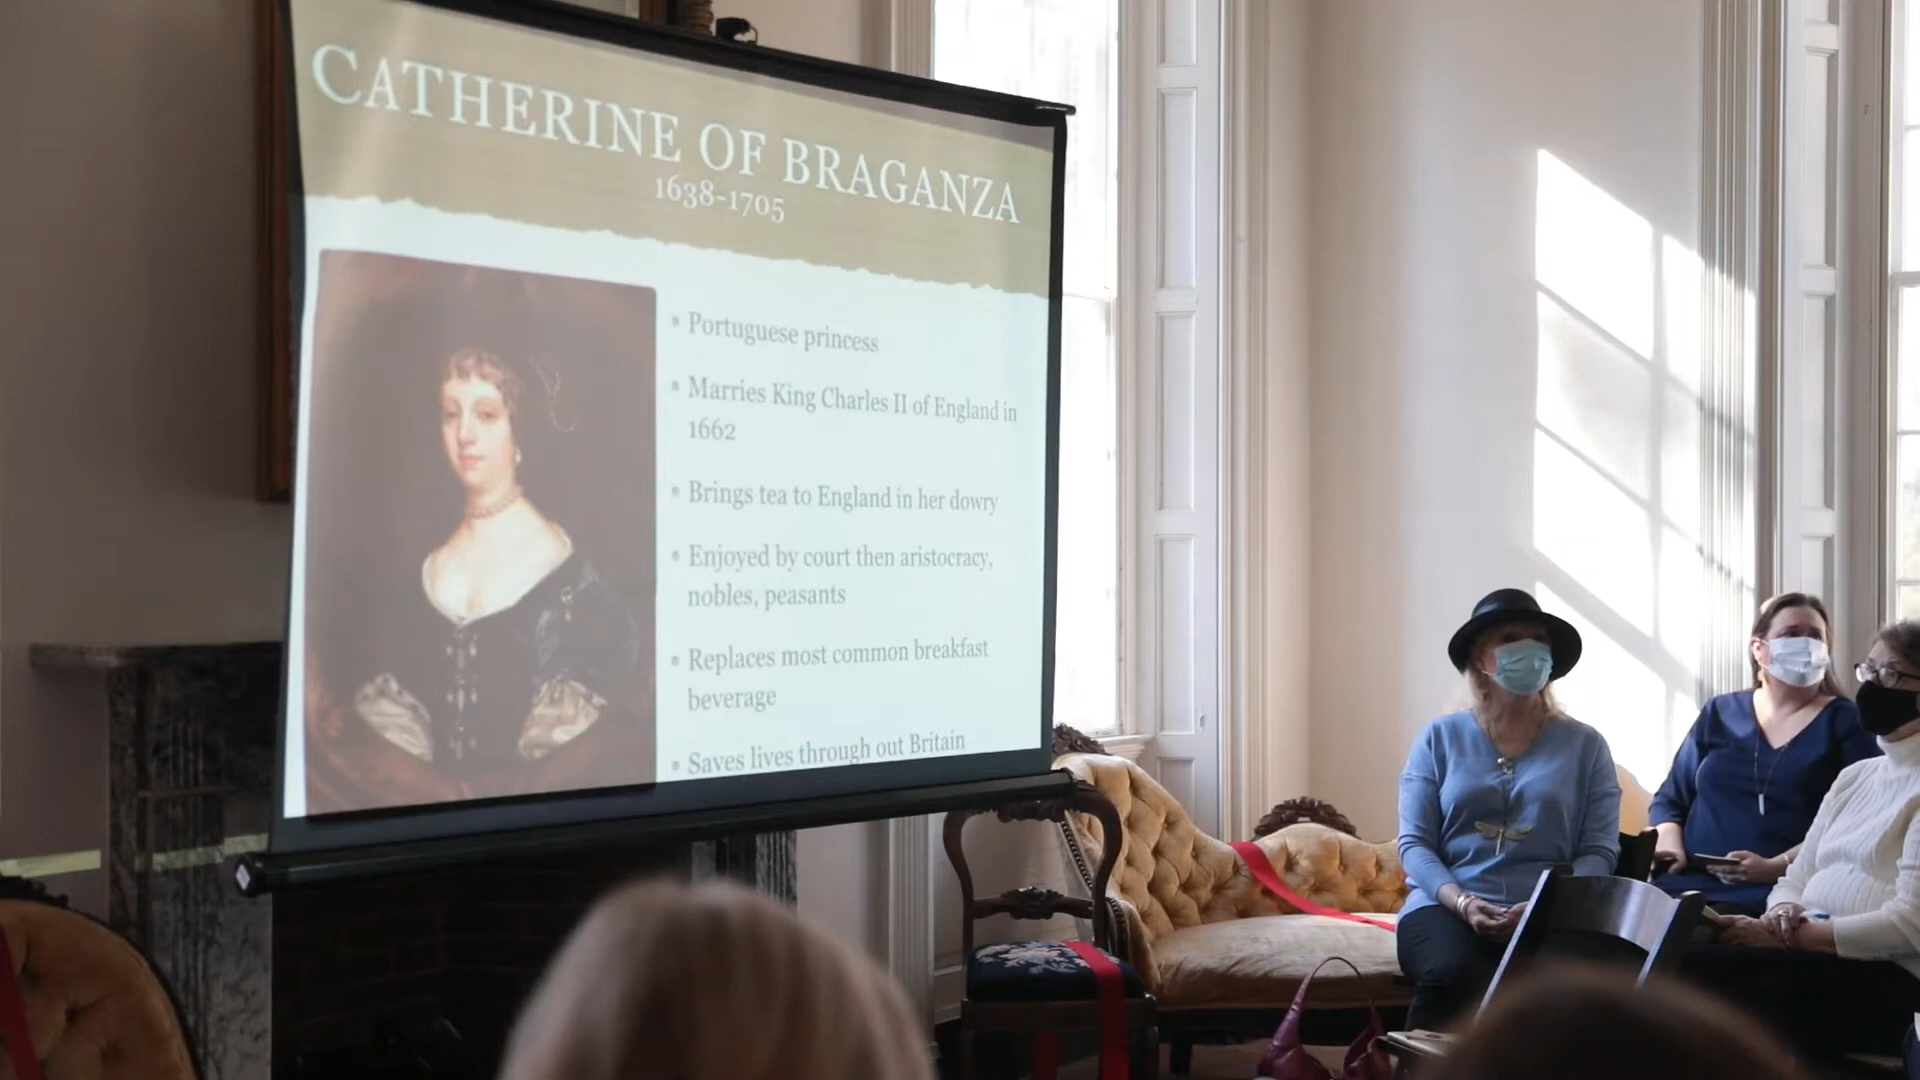 CATHERINE OF BRAGANZA
1638-1705
• Portuguese princess
• Marries King Charles II of England in
1662
• Brings tea to England in her dowry
• Enjoyed by court then aristocracy,
nobles, peasants
• Replaces most common breakfast
beverage
• Saves lives through out Britain